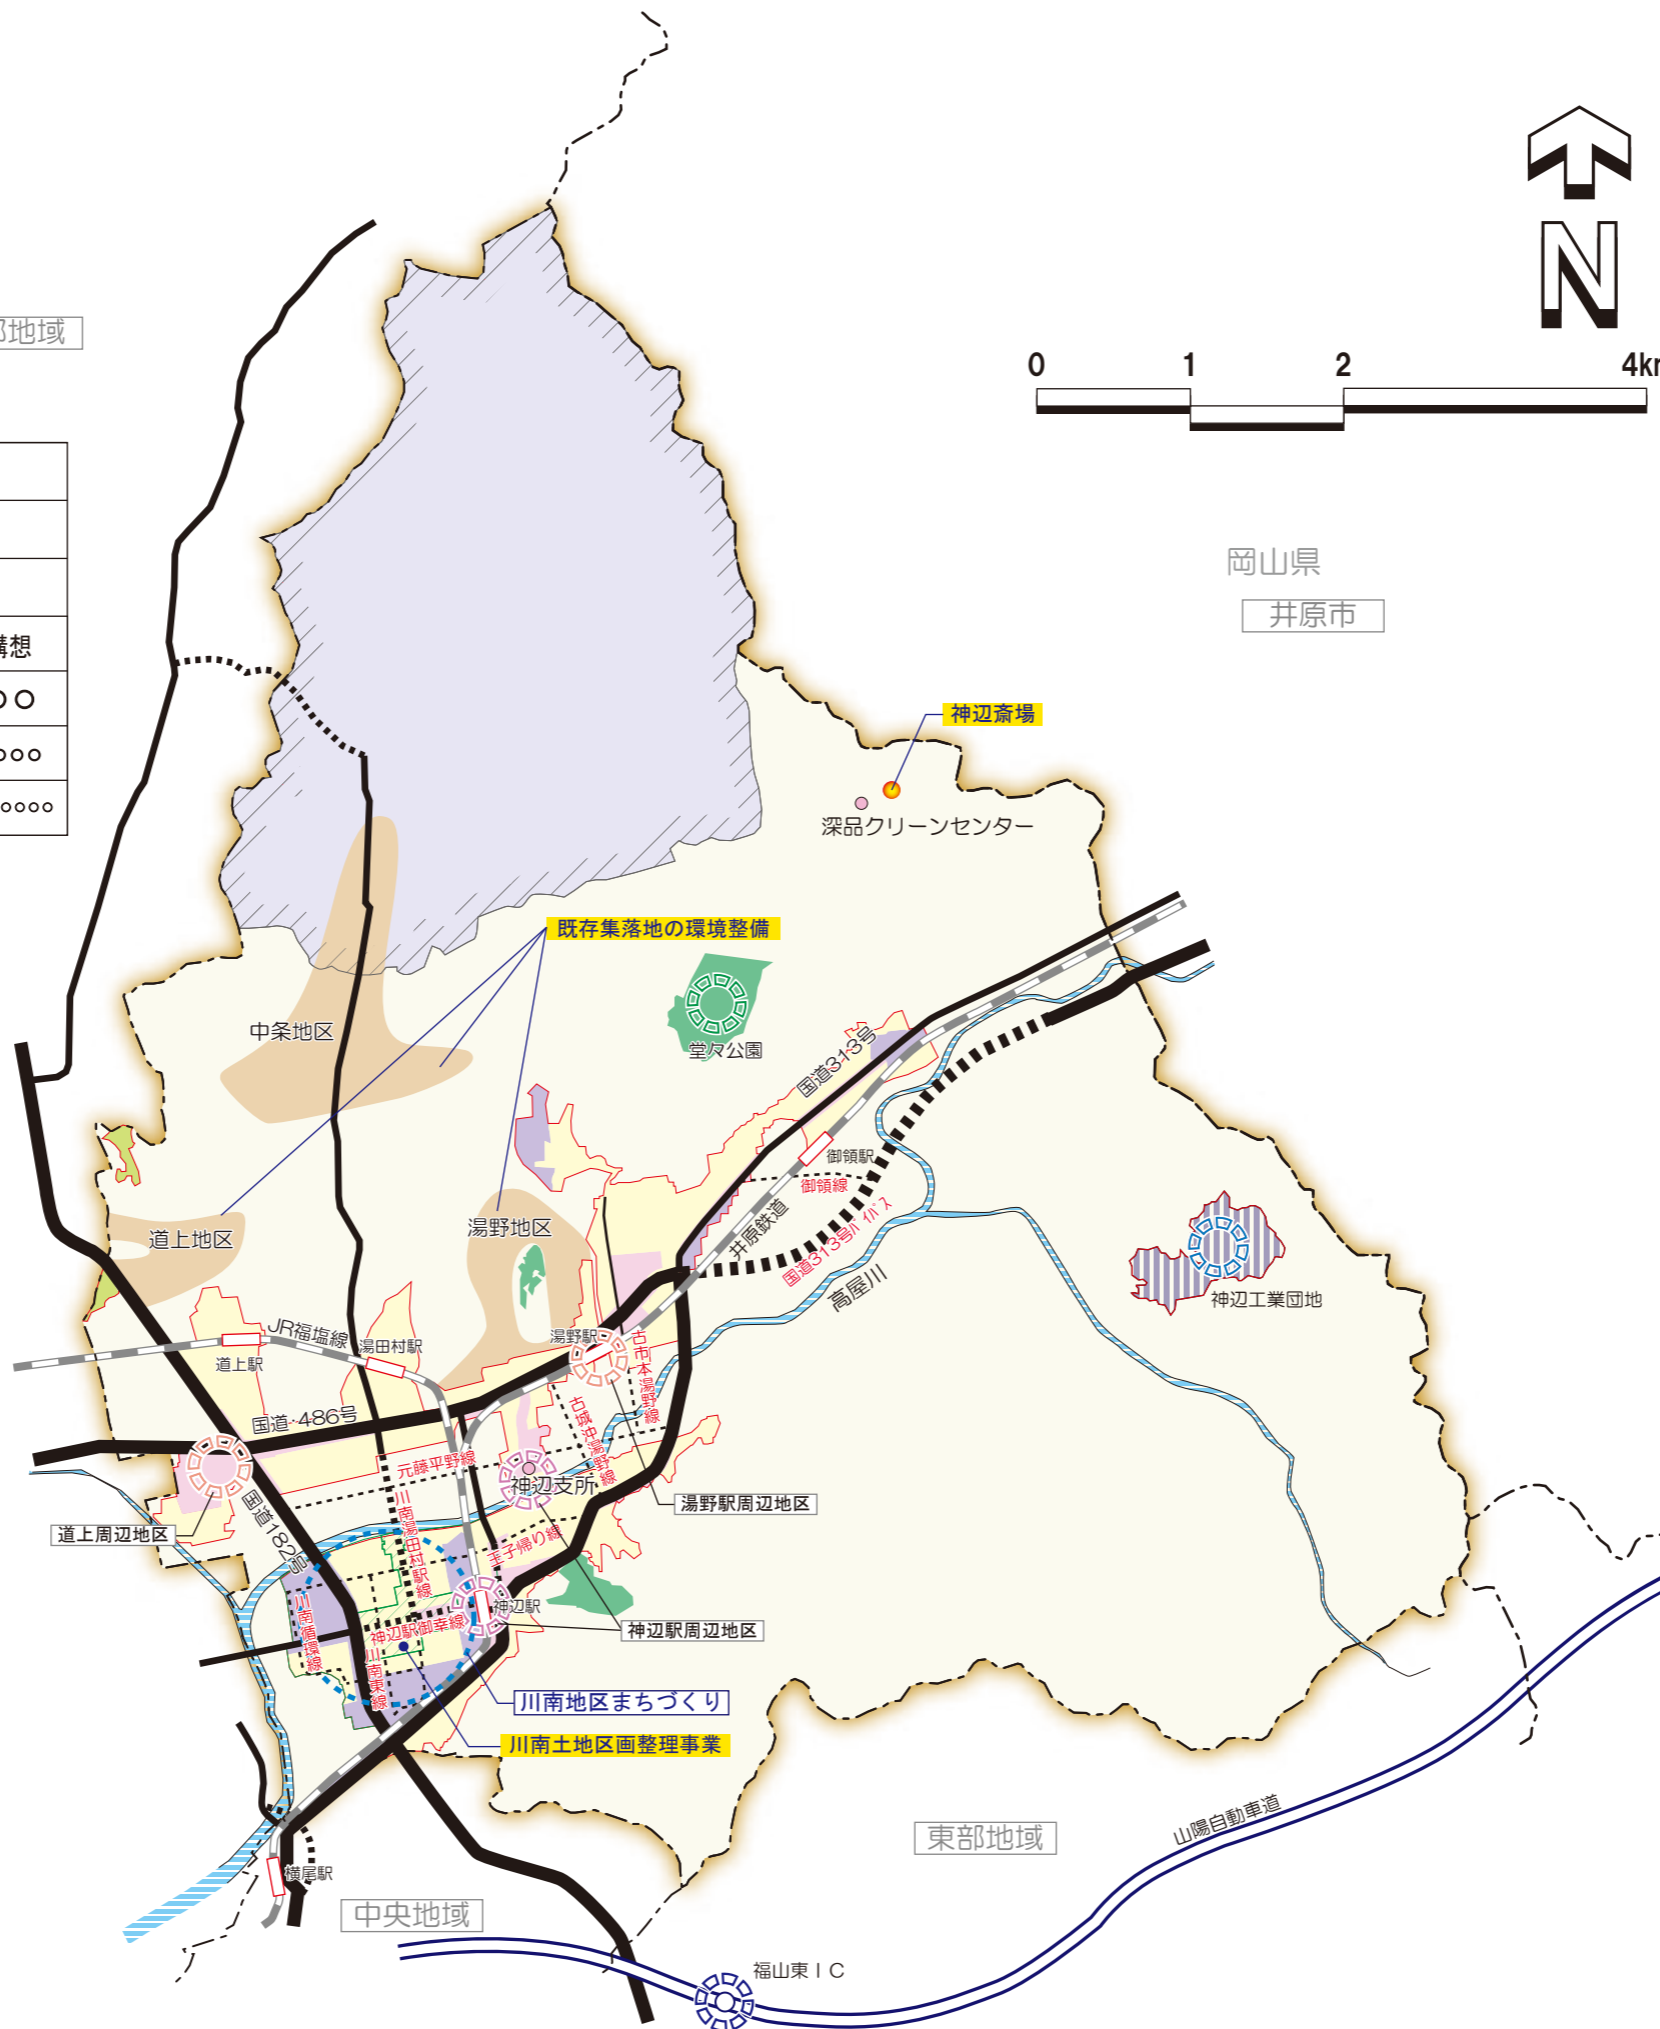 N
0 1 2 4km
部地域
構想
岡山県
井原市
神辺斎場
深品クリーンセンター
既存集落地の環境整備
中条地区
堂々公園
国道313号
御領駅
御領線
井原鉄道
国道313号バイパス
高屋川
湯野地区
道上地区
神辺工業団地
JR福塩線
湯田村駅
道上駅
湯野駅
古市本湯野線
国道486号
元藤平野線
神辺支所
湯野駅周辺地区
道上周辺地区
国道182号
川南湯田村駅線
王子帰り線
神辺駅
神辺駅周辺地区
川南循環線
神辺駅御幸線
川南東線
川南地区まちづくり
川南土地区画整理事業
東部地域
山陽自動車道
横尾駅
中央地域
福山東IC